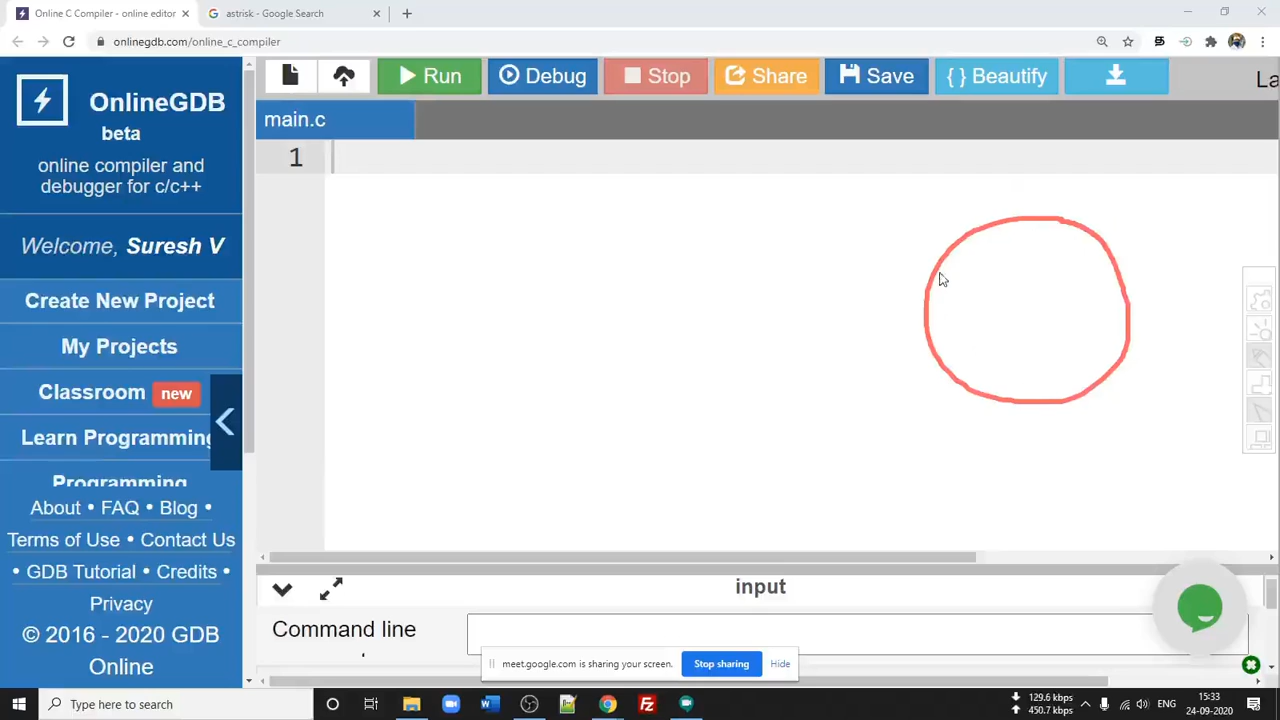 Online C Compiler - online editor
astrisk - Google Search
onlinegdb.com/online_c_compiler
OnlineGDB
beta
online compiler and
debugger for c/c++
Welcome, Suresh V
Create New Project
My Projects
Classroom new
Learn Programming
Programming
About • FAQ • Blog •
Terms of Use • Contact Us
• GDB Tutorial • Credits •
Privacy
© 2016 - 2020 GDB
Online
Run
Debug
Stop
Share
Save
{ } Beautify
La
main.c
1
input
Command line
meet.google.com is sharing your screen.
Stop sharing
Hide
Type here to search
129.6 kbps
450.7 kbps
ENG
15:33
24-09-2020